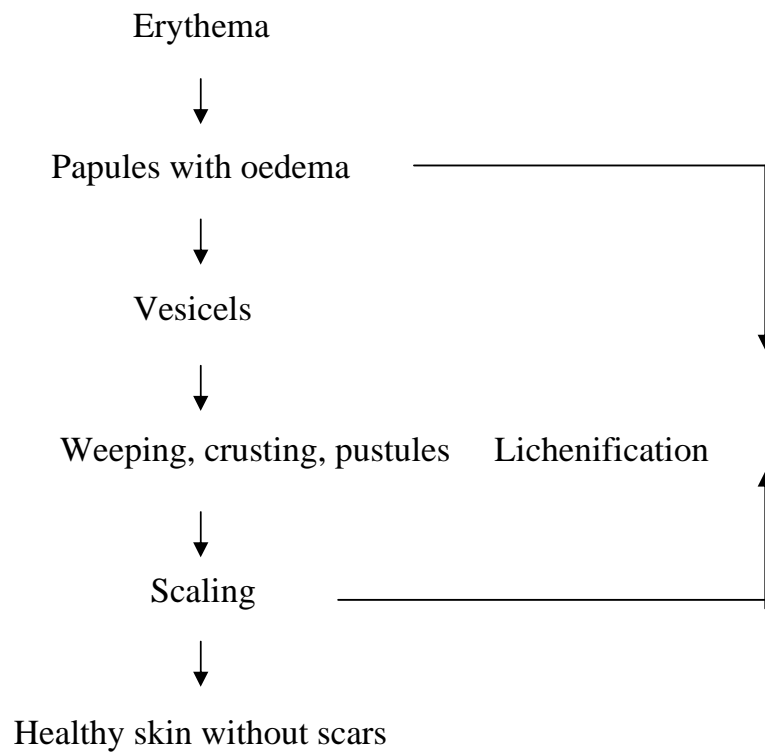 Erythema
Papules with oedema
Vesicels
Weeping, crusting, pustules Lichenification
Scaling
Healthy skin without scars